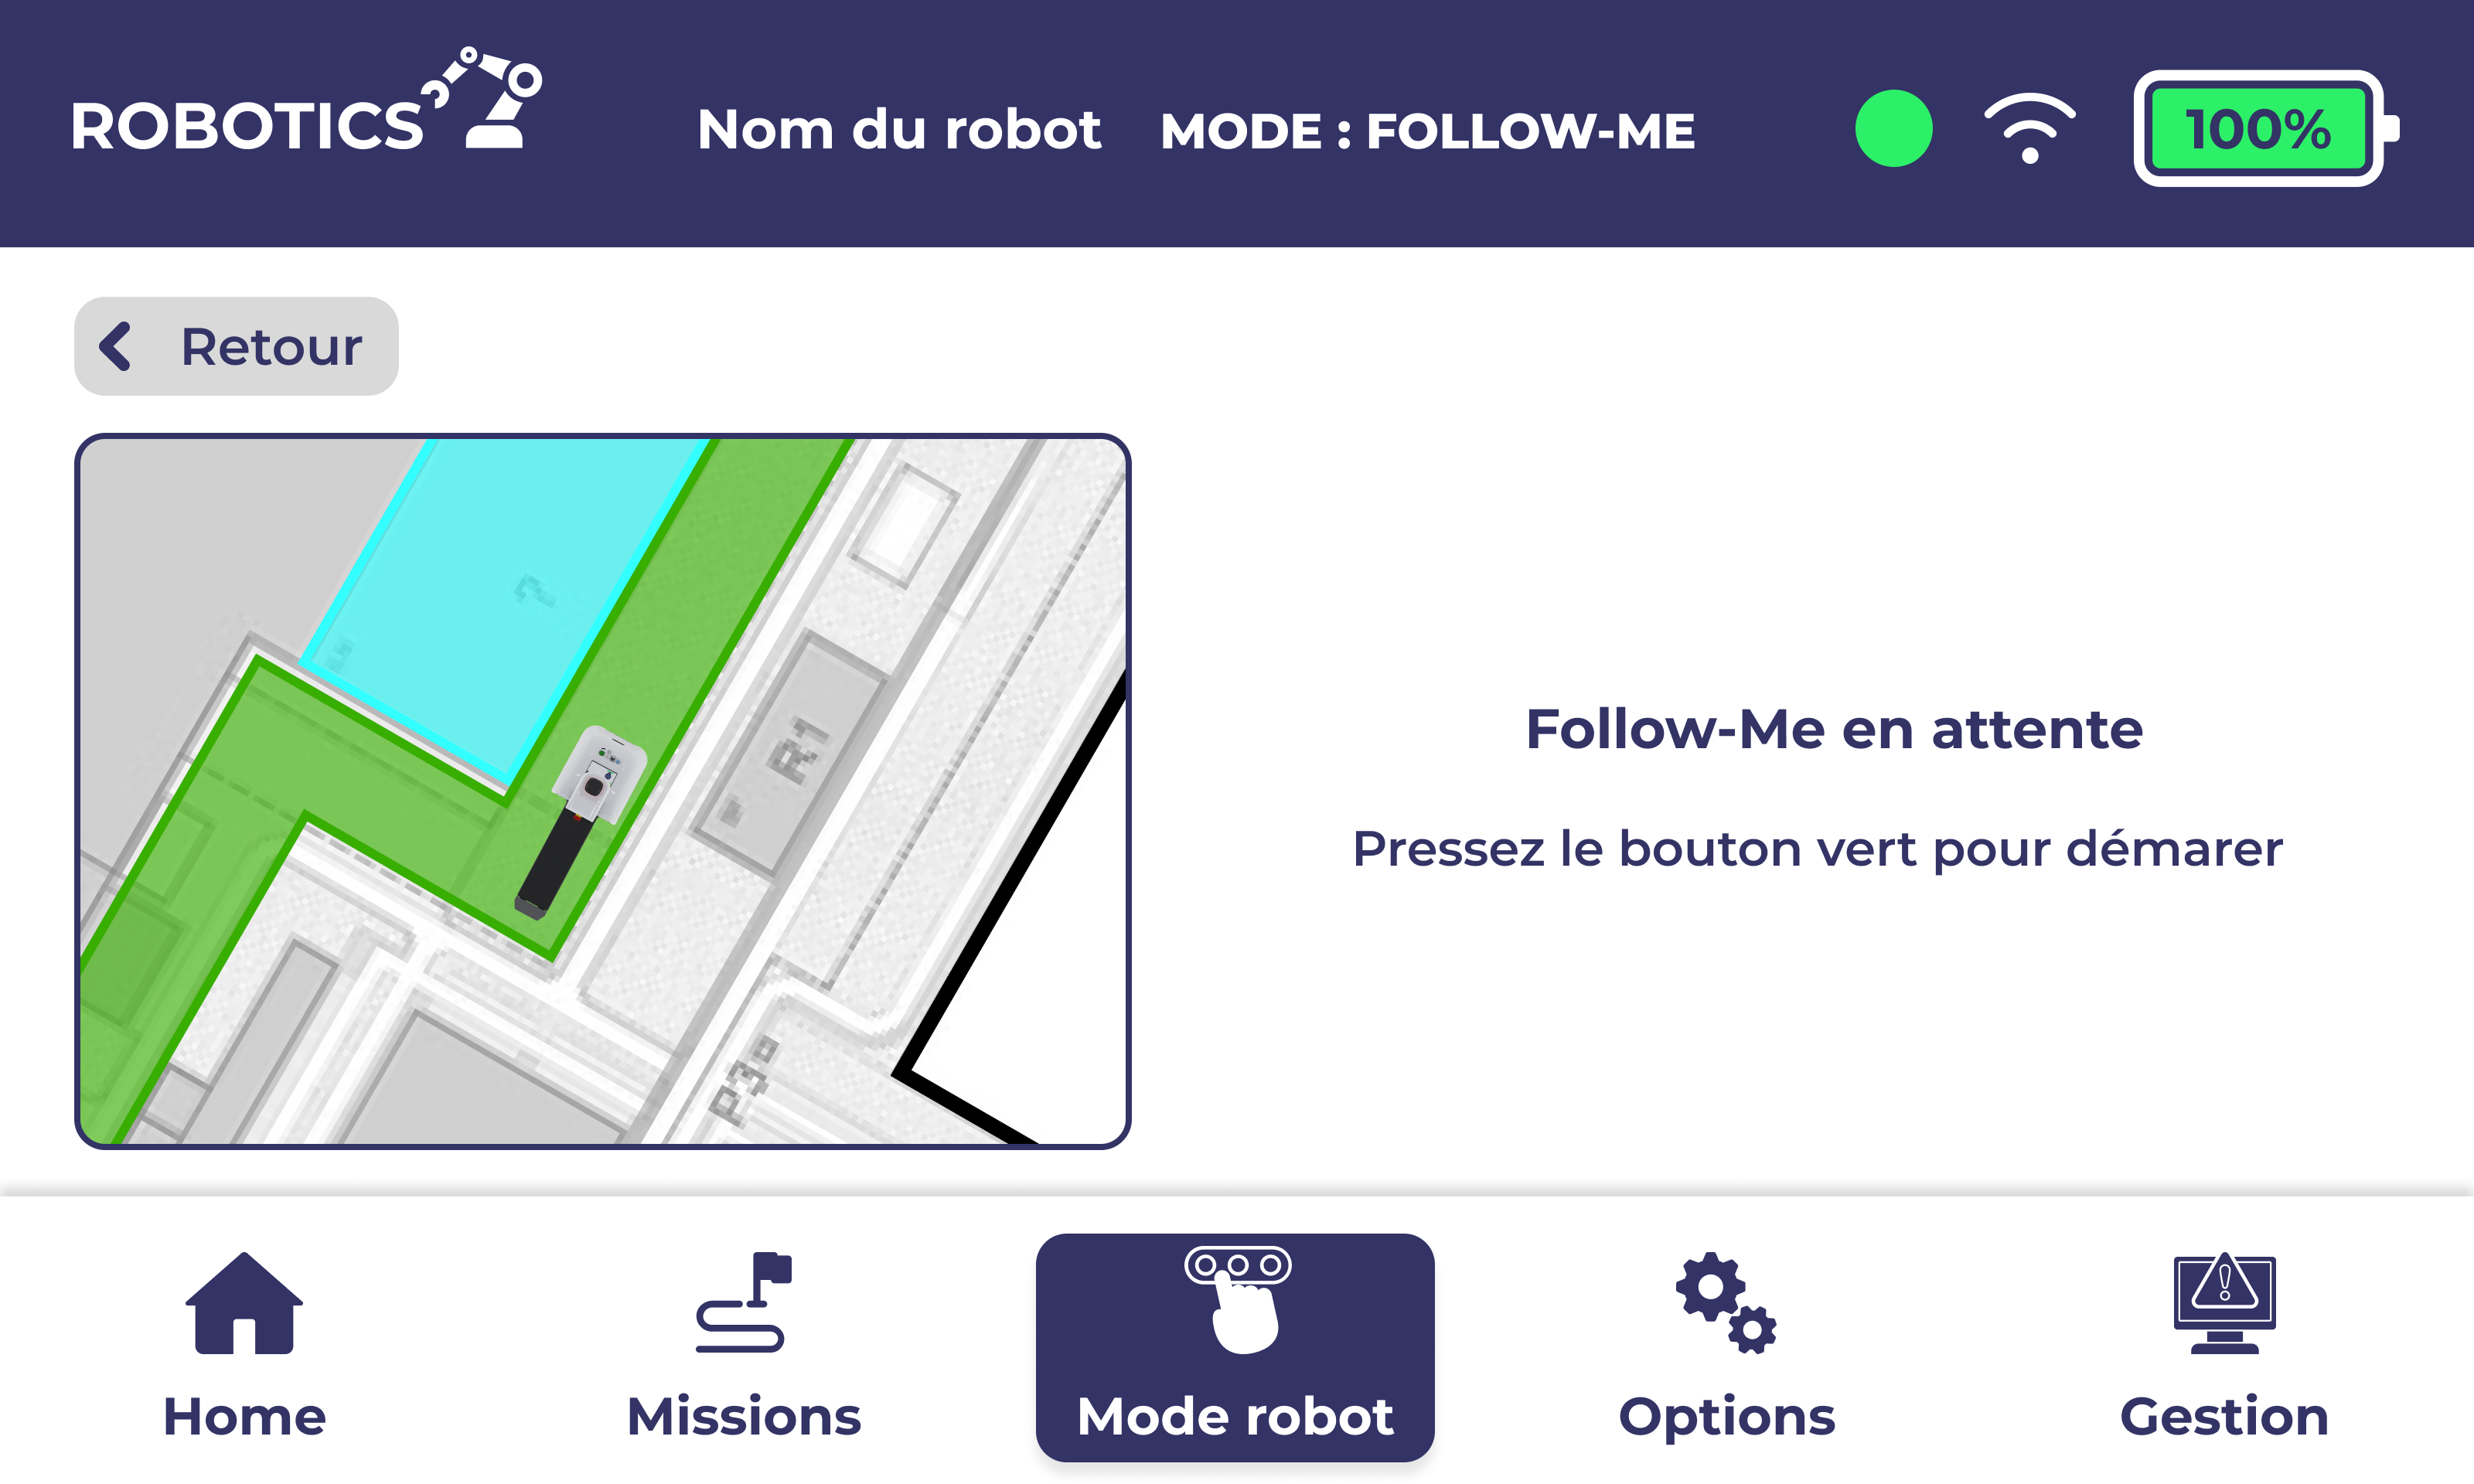 ROBOTICS
Nom du robot MODE : FOLLOW-ME
100%
Retour
Follow-Me en attente
Pressez le bouton vert pour démarer
Home
Missions
Mode robot
Options
Gestion